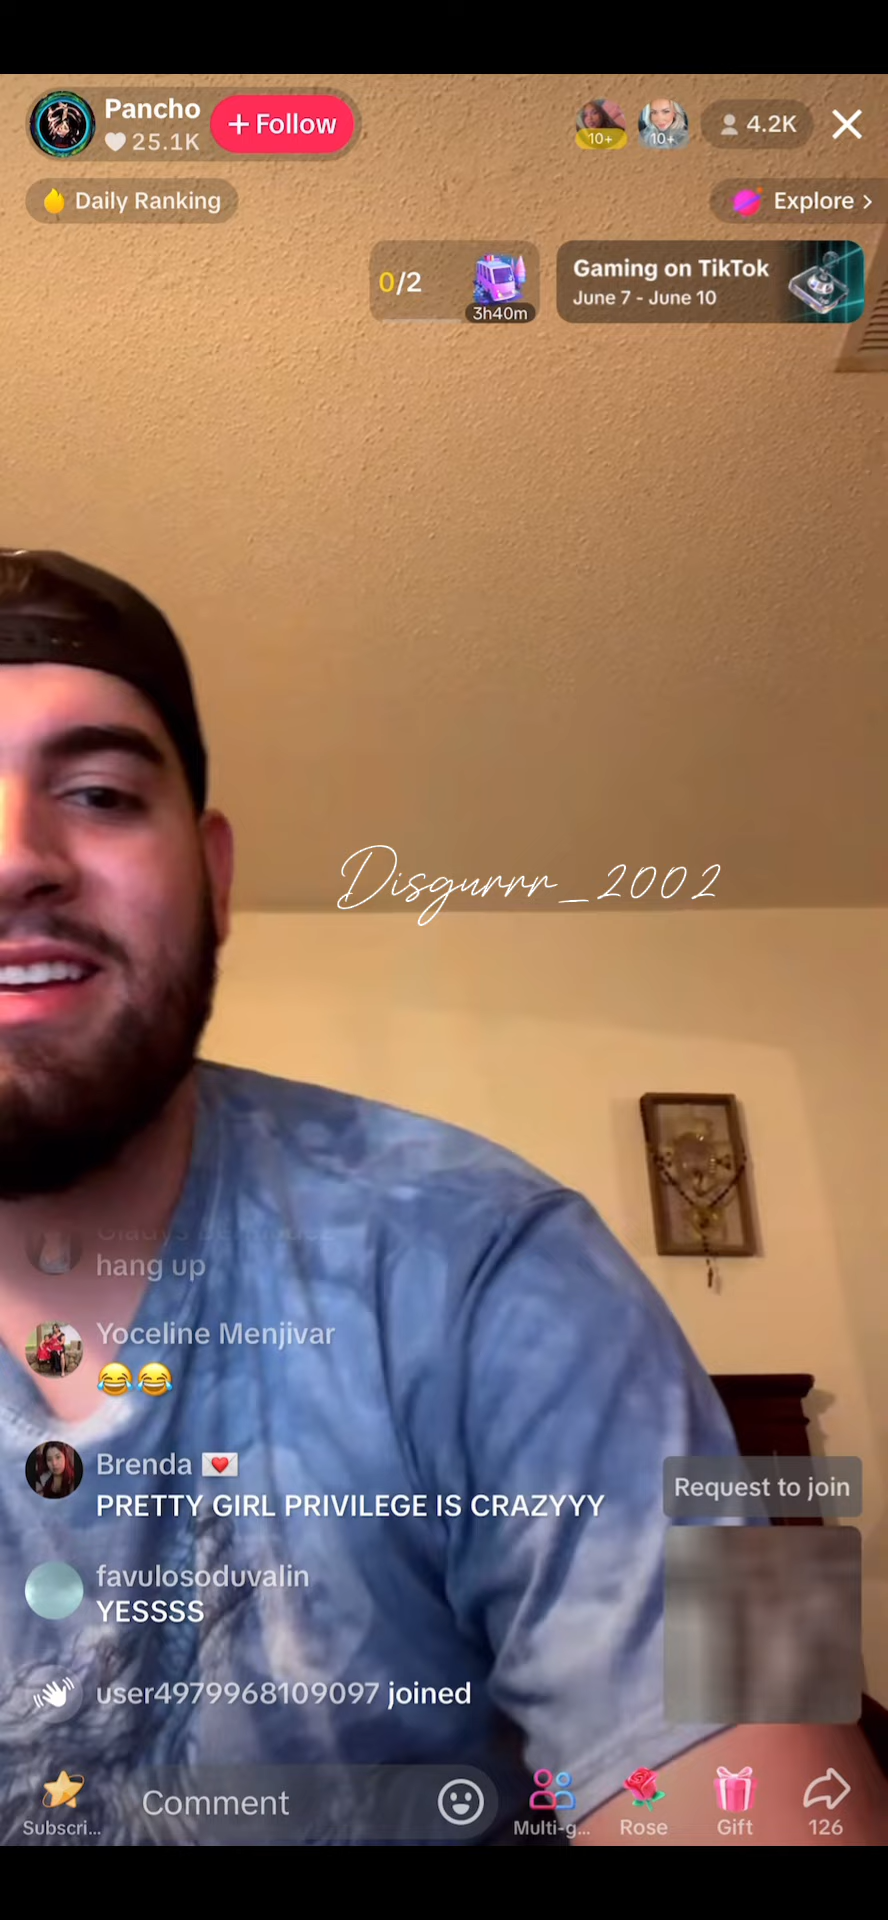 Pancho
25.1K
+ Follow
10+
10+
4.2K
Daily Ranking
Explore >
0/2
3h40m
Gaming on TikTok
June 7 - June 10
Disgurrr_2002
hang up
Yoceline Menjivar
😂😂
Brenda 💌
PRETTY GIRL PRIVILEGE IS CRAZYYY
Request to join
favulosoduvalin
YESSSS
user4979968109097 joined
Subscri...
Comment
Multi-g...
Rose
Gift
126